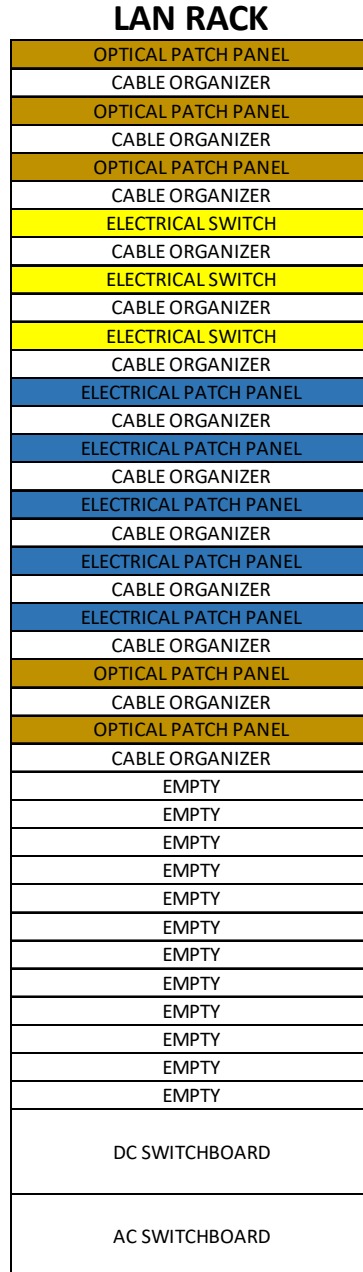 LAN RACK
OPTICAL PATCH PANEL
CABLE ORGANIZER
OPTICAL PATCH PANEL
CABLE ORGANIZER
OPTICAL PATCH PANEL
CABLE ORGANIZER
ELECTRICAL SWITCH
CABLE ORGANIZER
ELECTRICAL SWITCH
CABLE ORGANIZER
ELECTRICAL SWITCH
CABLE ORGANIZER
ELECTRICAL PATCH PANEL
CABLE ORGANIZER
ELECTRICAL PATCH PANEL
CABLE ORGANIZER
ELECTRICAL PATCH PANEL
CABLE ORGANIZER
ELECTRICAL PATCH PANEL
CABLE ORGANIZER
ELECTRICAL PATCH PANEL
CABLE ORGANIZER
OPTICAL PATCH PANEL
CABLE ORGANIZER
OPTICAL PATCH PANEL
CABLE ORGANIZER
EMPTY
EMPTY
EMPTY
EMPTY
EMPTY
EMPTY
EMPTY
EMPTY
EMPTY
EMPTY
EMPTY
EMPTY
DC SWITCHBOARD
AC SWITCHBOARD